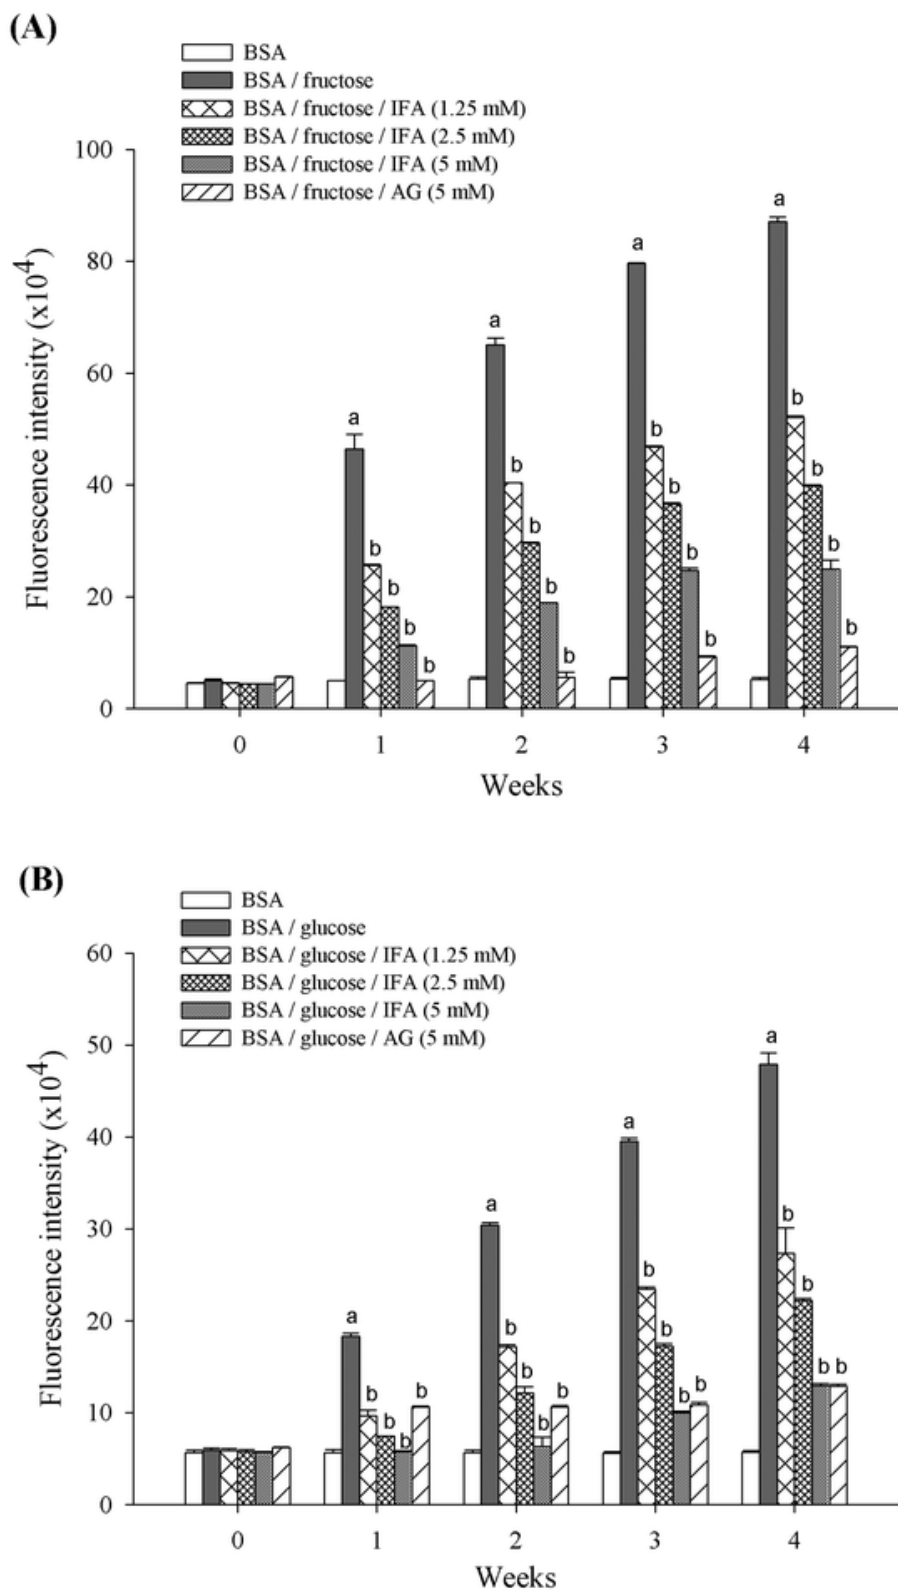 (A)
BSA
BSA / fructose
BSA / fructose / IFA (1.25 mM)
BSA / fructose / IFA (2.5 mM)
BSA / fructose / IFA (5 mM)
BSA / fructose / AG (5 mM)
Fluorescence intensity (x10⁴)
100
80
60
40
20
0
a
b
b
b
b
a
b
b
b
b
a
b
b
b
b
a
b
b
b
b
0 1 2 3 4
Weeks
(B)
BSA
BSA / glucose
BSA / glucose / IFA (1.25 mM)
BSA / glucose / IFA (2.5 mM)
BSA / glucose / IFA (5 mM)
BSA / glucose / AG (5 mM)
Fluorescence intensity (x10⁴)
60
50
40
30
20
10
0
a
b
b
b
b
a
b
b
b
b
a
b
b
b
b
a
b
b
b
b
0 1 2 3 4
Weeks